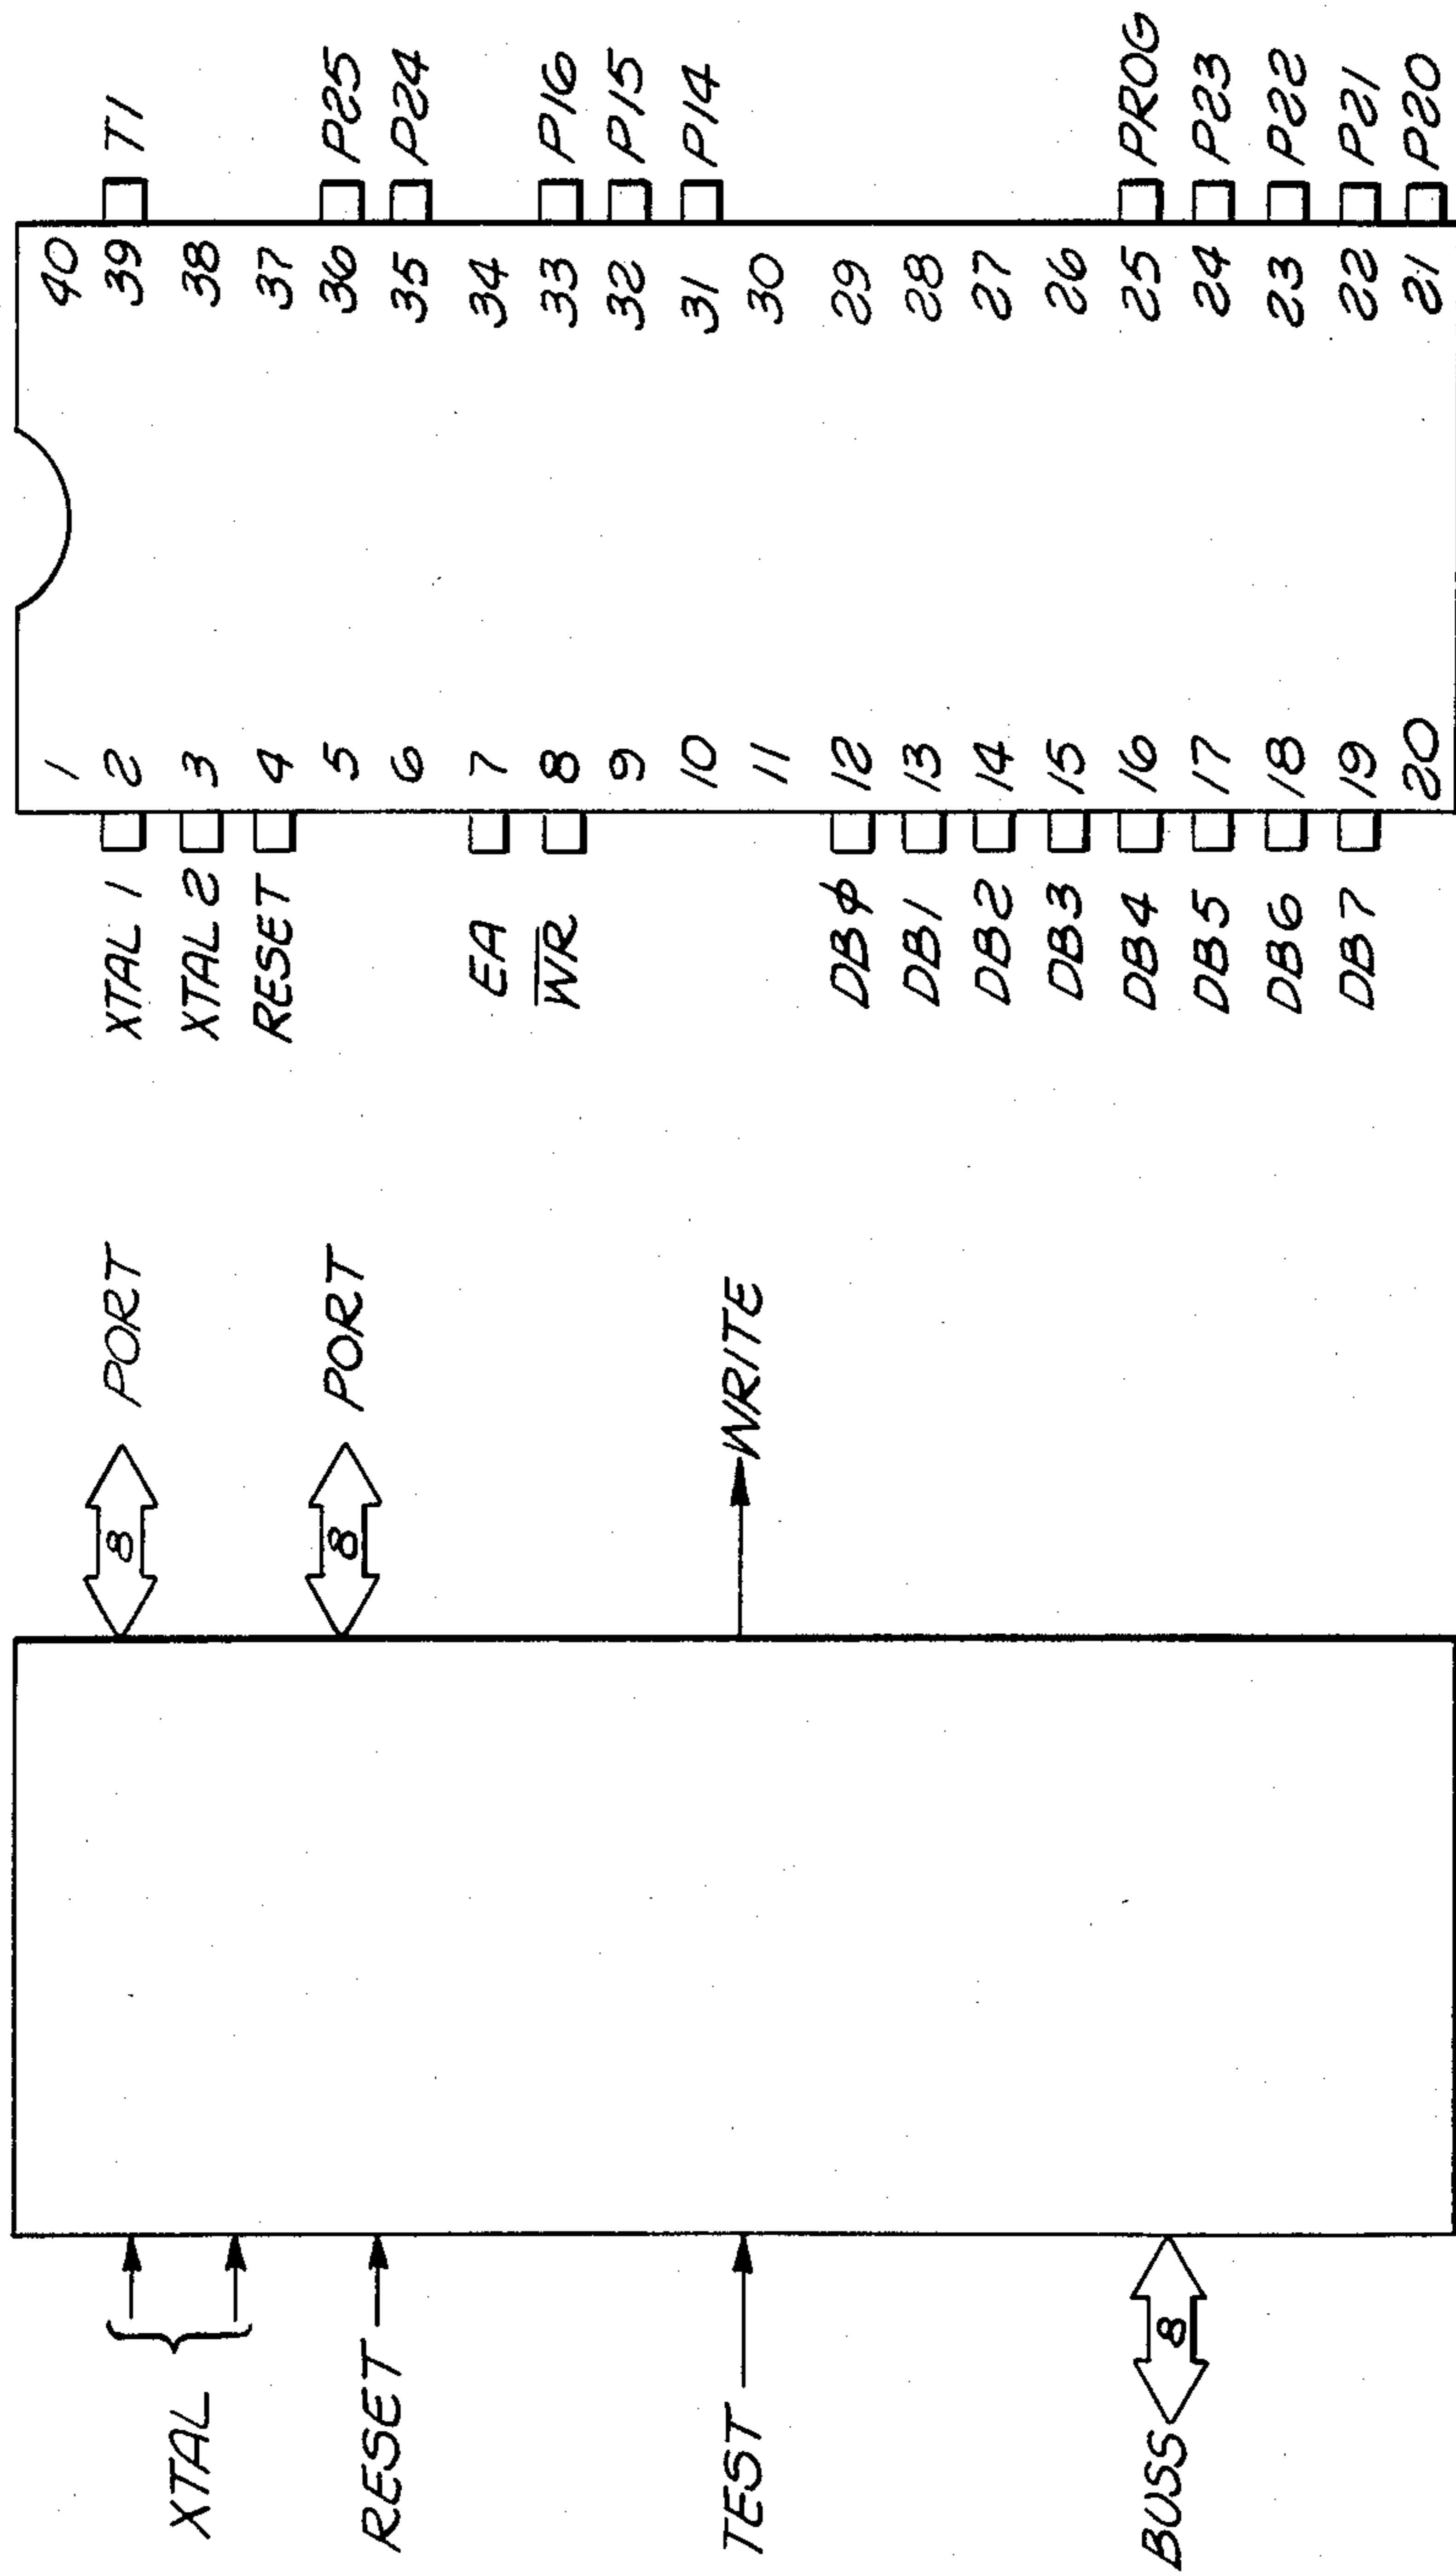 XTAL
RESET
TEST
BUSS
8
8
PORT
8
PORT
WRITE
XTAL 1
XTAL 2
RESET
EA
W̅R̅
DBϕ
DB1
DB2
DB3
DB4
DB5
DB6
DB7
1
2
3
4
5
6
7
8
9
10
11
12
13
14
15
16
17
18
19
20
40
39
38
37
36
35
34
33
32
31
30
29
28
27
26
25
24
23
22
21
T1
P25
P24
P16
P15
P14
PROG
P23
P22
P21
P20